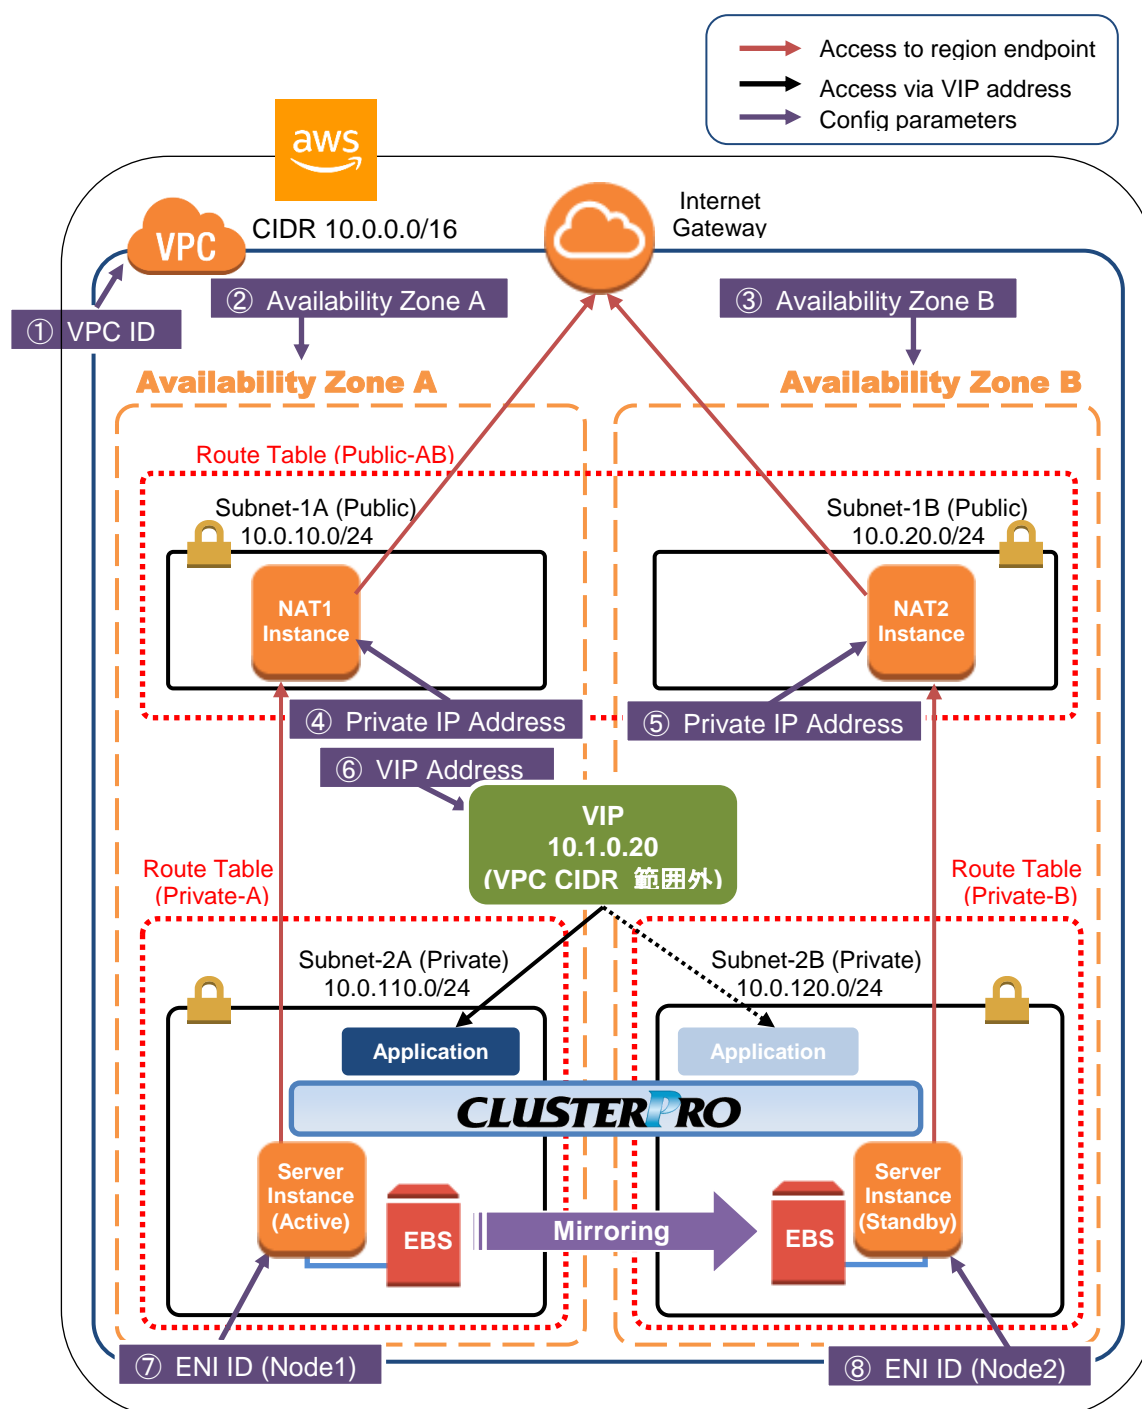 Access to region endpoint
Access via VIP address
Config parameters
aws
Internet
Gateway
VPC
CIDR 10.0.0.0/16
② Availability Zone A
③ Availability Zone B
① VPC ID
Availability Zone A
Availability Zone B
Route Table (Public-AB)
Subnet-1A (Public)
10.0.10.0/24
Subnet-1B (Public)
10.0.20.0/24
NAT1
Instance
NAT2
Instance
④ Private IP Address
⑤ Private IP Address
⑥ VIP Address
VIP
10.1.0.20
(VPC CIDR 範囲外)
Route Table
(Private-A)
Route Table
(Private-B)
Subnet-2A (Private)
10.0.110.0/24
Subnet-2B (Private)
10.0.120.0/24
Application
Application
CLUSTERPRO
Server
Instance
(Active)
EBS
Mirroring
EBS
Server
Instance
(Standby)
⑦ ENI ID (Node1)
⑧ ENI ID (Node2)